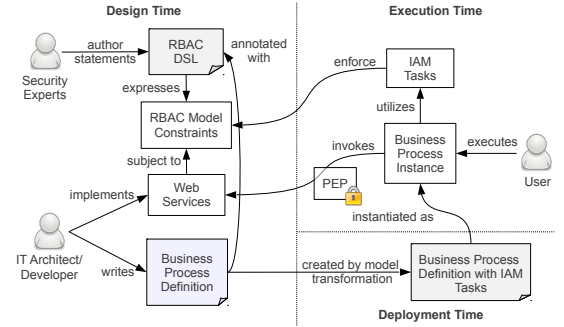 Design Time
Execution Time
author
statements
RBAC
DSL
annotated
with
Security
Experts
expresses
enforce
IAM
Tasks
utilizes
RBAC Model
Constraints
subject to
invokes
Business
Process
Instance
executes
User
PEP
implements
Web
Services
instantiated as
IT Architect/
Developer
writes
Business
Process
Definition
created by model
transformation
Business Process
Definition with IAM
Tasks
Deployment Time